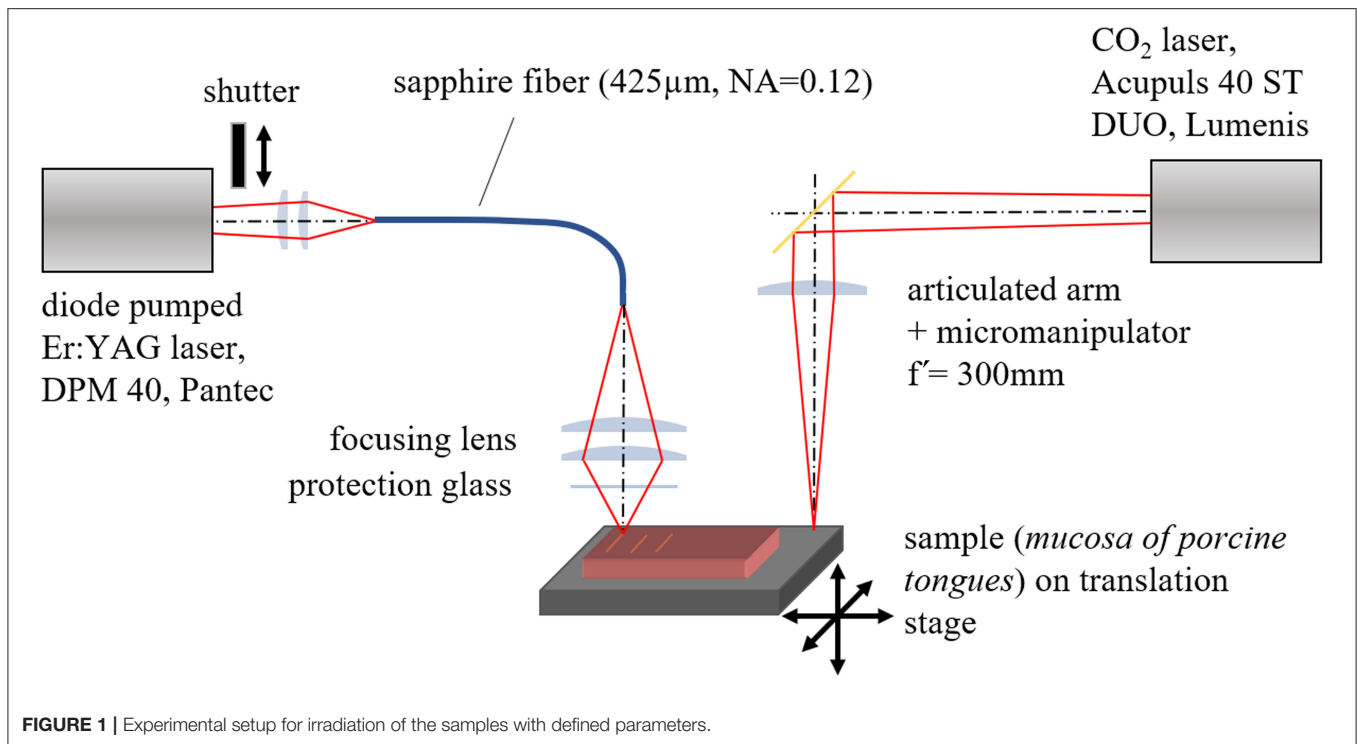 shutter
sapphire fiber (425μm, NA=0.12)
CO₂ laser,
Acupuls 40 ST
DUO, Lumenis
diode pumped
Er:YAG laser,
DPM 40, Pantec
articulated arm
+ micromanipulator
f´= 300mm
focusing lens
protection glass
sample (mucosa of porcine
tongues) on translation
stage
FIGURE 1 | Experimental setup for irradiation of the samples with defined parameters.